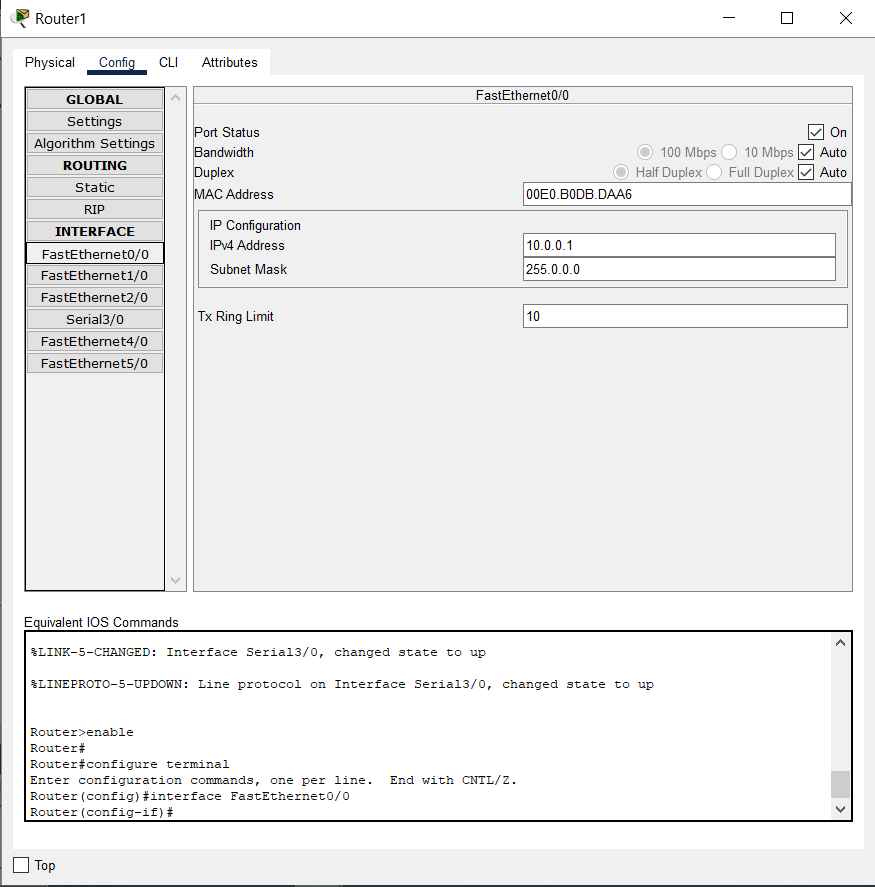 Router1
Physical Config CLI Attributes
GLOBAL
Settings
Algorithm Settings
ROUTING
Static
RIP
INTERFACE
FastEthernet0/0
FastEthernet1/0
FastEthernet2/0
Serial3/0
FastEthernet4/0
FastEthernet5/0
FastEthernet0/0
Port Status On
Bandwidth 100 Mbps 10 Mbps Auto
Duplex Half Duplex Full Duplex Auto
MAC Address 00E0.B0DB.DAA6
IP Configuration
IPv4 Address 10.0.0.1
Subnet Mask 255.0.0.0
Tx Ring Limit 10
Equivalent IOS Commands
%LINK-5-CHANGED: Interface Serial3/0, changed state to up
%LINEPROTO-5-UPDOWN: Line protocol on Interface Serial3/0, changed state to up
Router>enable
Router#
Router#configure terminal
Enter configuration commands, one per line.  End with CNTL/Z.
Router(config)#interface FastEthernet0/0
Router(config-if)#
Top